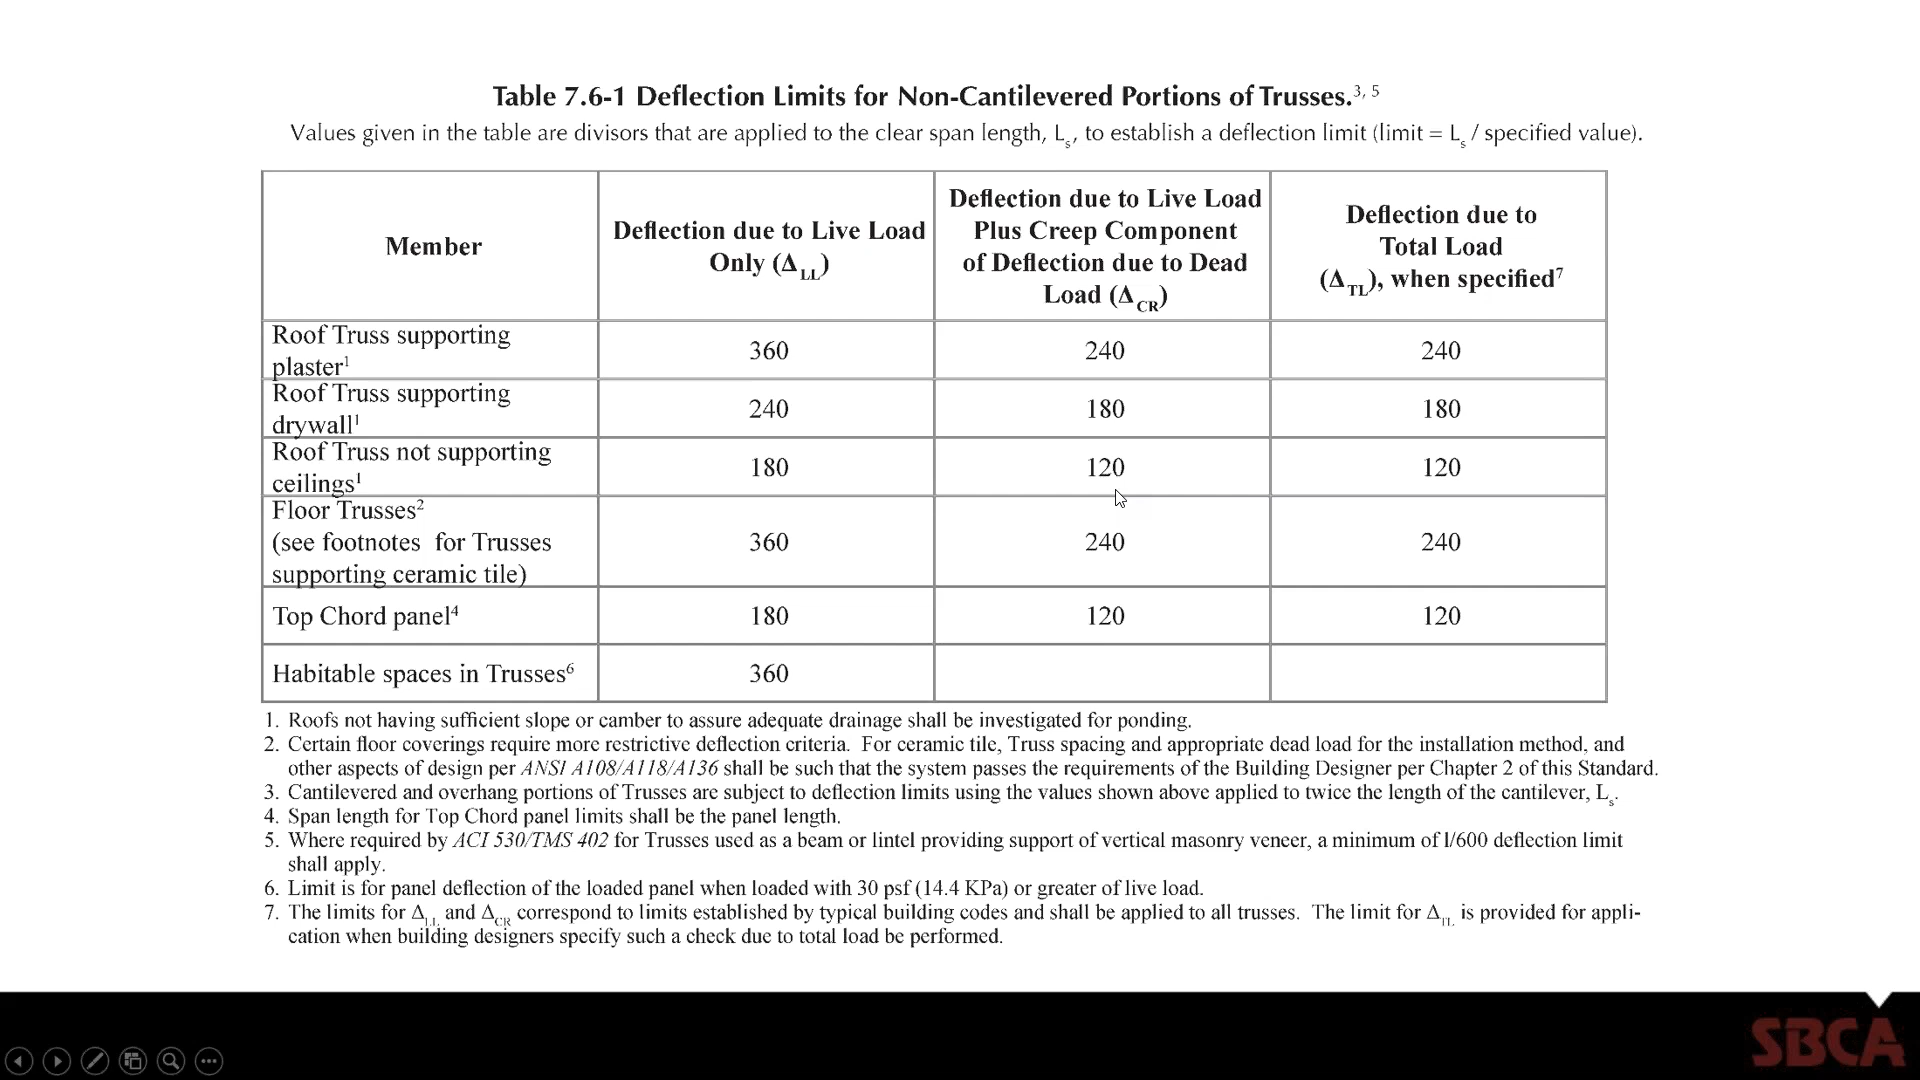 Table 7.6-1 Deflection Limits for Non-Cantilevered Portions of Trusses.3, 5
Values given in the table are divisors that are applied to the clear span length, Ls, to establish a deflection limit (limit = Ls / specified value).
Member
Deflection due to Live Load
Only (ΔLL)
Deflection due to Live Load
Plus Creep Component
of Deflection due to Dead
Load (ΔCR)
Deflection due to
Total Load
(ΔTL), when specified7
Roof Truss supporting
plaster1
360
240
240
Roof Truss supporting
drywall1
240
180
180
Roof Truss not supporting
ceilings1
180
120
120
Floor Trusses2
(see footnotes for Trusses
supporting ceramic tile)
360
240
240
Top Chord panel4
180
120
120
Habitable spaces in Trusses6
360
1. Roofs not having sufficient slope or camber to assure adequate drainage shall be investigated for ponding.
2. Certain floor coverings require more restrictive deflection criteria. For ceramic tile, Truss spacing and appropriate dead load for the installation method, and
other aspects of design per ANSI A108/A118/A136 shall be such that the system passes the requirements of the Building Designer per Chapter 2 of this Standard.
3. Cantilevered and overhang portions of Trusses are subject to deflection limits using the values shown above applied to twice the length of the cantilever, Ls.
4. Span length for Top Chord panel limits shall be the panel length.
5. Where required by ACI 530/TMS 402 for Trusses used as a beam or lintel providing support of vertical masonry veneer, a minimum of l/600 deflection limit
shall apply.
6. Limit is for panel deflection of the loaded panel when loaded with 30 psf (14.4 KPa) or greater of live load.
7. The limits for ΔLL and ΔCR correspond to limits established by typical building codes and shall be applied to all trusses. The limit for ΔTL is provided for appli-
cation when building designers specify such a check due to total load be performed.
SBCA